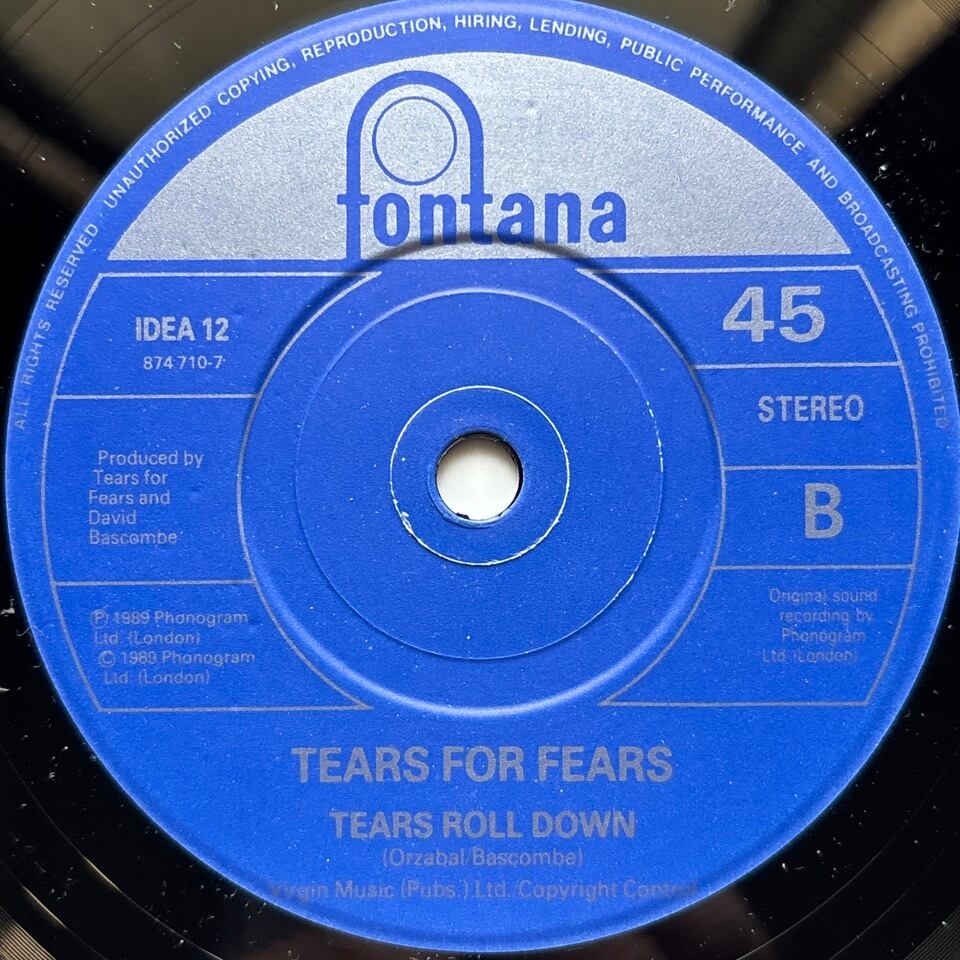 ALL RIGHTS RESERVED. UNAUTHORIZED COPYING, REPRODUCTION, HIRING, LENDING, PUBLIC PERFORMANCE AND BROADCASTING PROHIBITED
fontana
IDEA 12
874 710-7
45
STEREO
B
Produced by
Tears for
Fears and
David
Bascombe
℗ 1989 Phonogram
Ltd. (London)
© 1989 Phonogram
Ltd. (London)
Original sound
recording by
Phonogram
Ltd. (London)
TEARS FOR FEARS
TEARS ROLL DOWN
(Orzabal/Bascombe)
Virgin Music (Pubs.) Ltd./Copyright Control